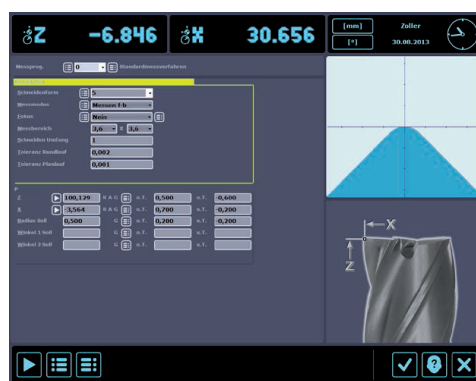 Z -6.846 X 30.656 [mm] Zoller
[°] 30.08.2013
Messprog. 0 Standardmessverfahren
Schneidenform 5
Messmodus Messen f-b
Fokus Nein
Messbereich 3,6 X 3,6
Schneiden Umfang 1
Toleranz Rundlauf 0,002
Toleranz Planlauf 0,001
P
Z 100,129 R A G o.T. 0,500 u.T. -0,600
X -3,564 R A G o.T. 0,700 u.T. -0,200
Radius Soll 0,500 G o.T. 0,200 u.T. -0,200
Winkel 1 Soll G o.T. u.T.
Winkel 2 Soll G o.T. u.T.
X
Z